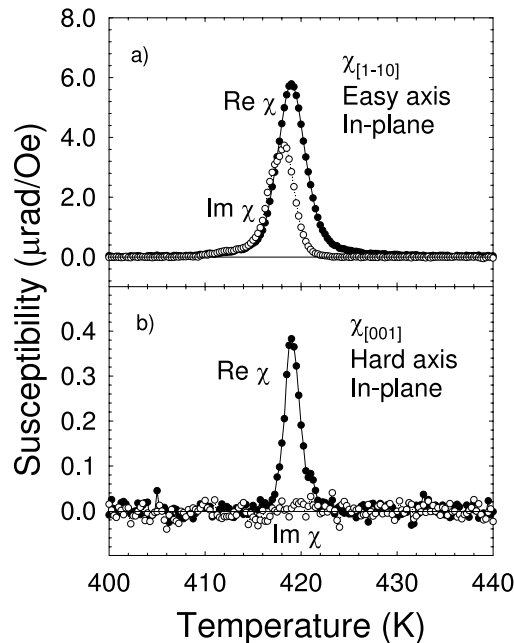 8.0
a)
χ[1-10]
Easy axis
In-plane
Re χ
6.0
4.0
Im χ
2.0
0.0
Susceptibility (μrad/Oe)
b)
χ[001]
Hard axis
In-plane
0.4
Re χ
0.3
0.2
0.1
0.0
Im χ
400 410 420 430 440
Temperature (K)